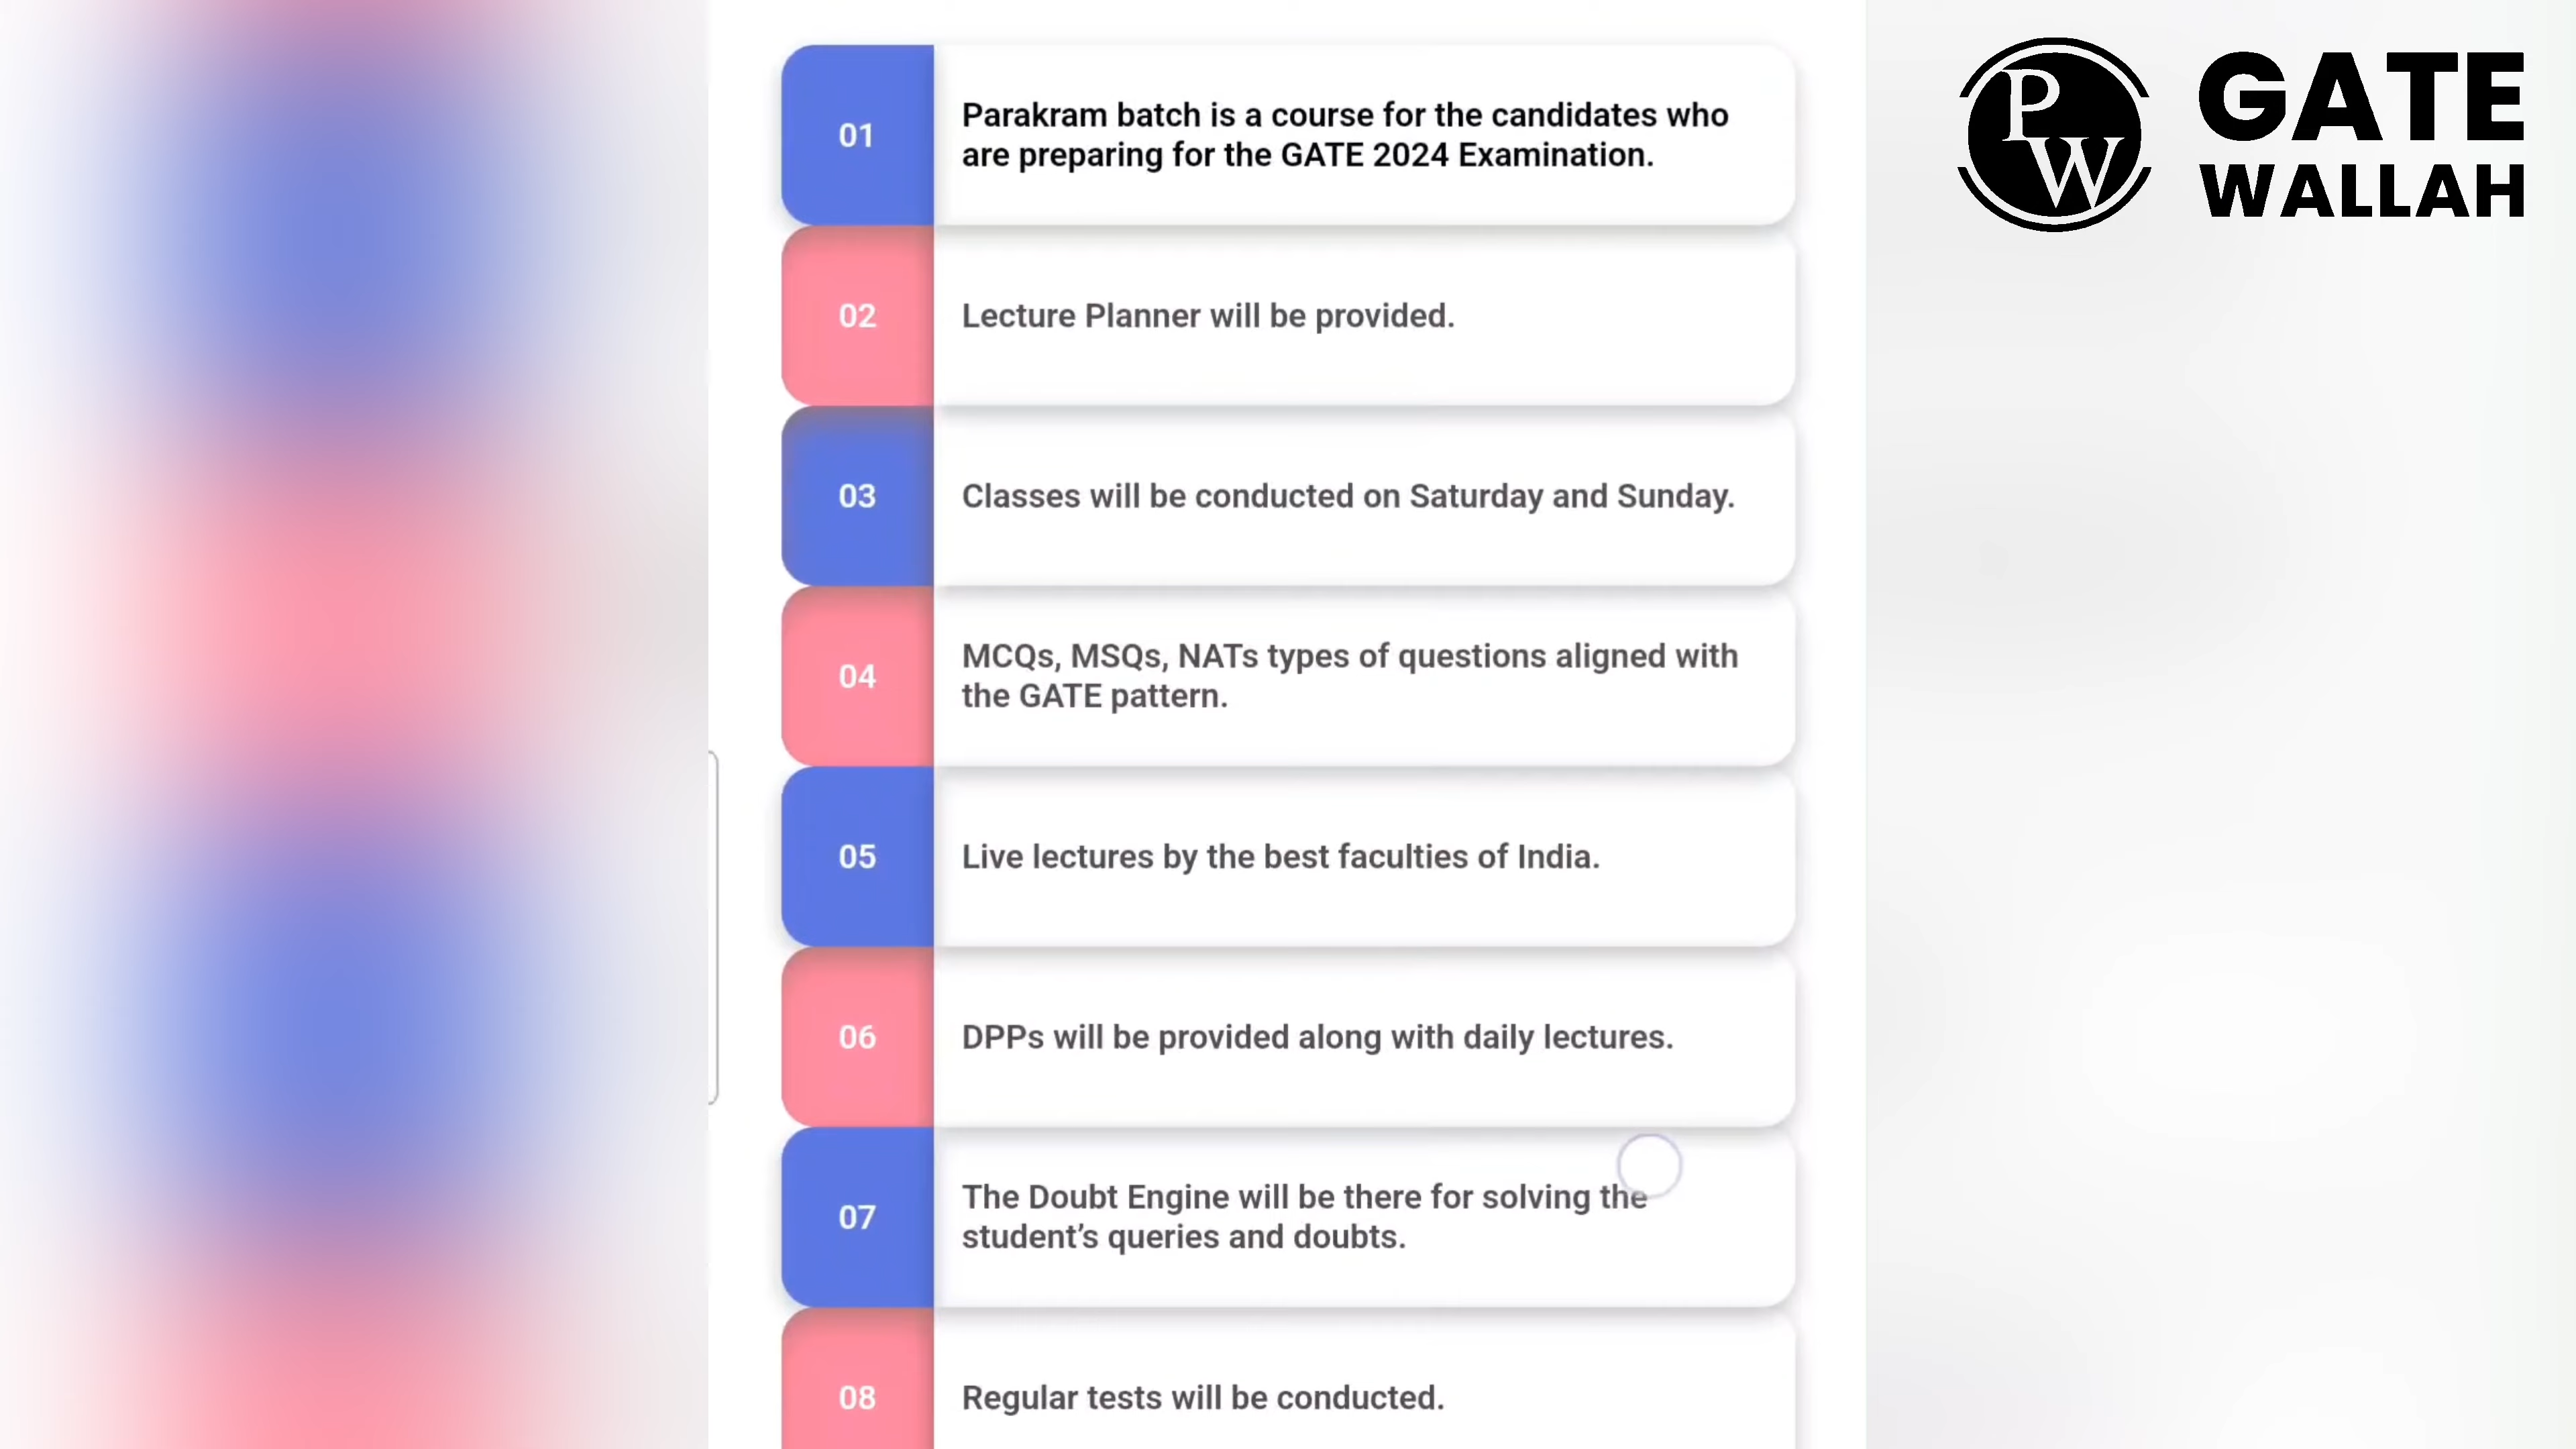 01
Parakram batch is a course for the candidates who
are preparing for the GATE 2024 Examination.
02
Lecture Planner will be provided.
03
Classes will be conducted on Saturday and Sunday.
04
MCQs, MSQs, NATs types of questions aligned with
the GATE pattern.
05
Live lectures by the best faculties of India.
06
DPPs will be provided along with daily lectures.
07
The Doubt Engine will be there for solving the
student’s queries and doubts.
08
Regular tests will be conducted.
PW
GATE
WALLAH